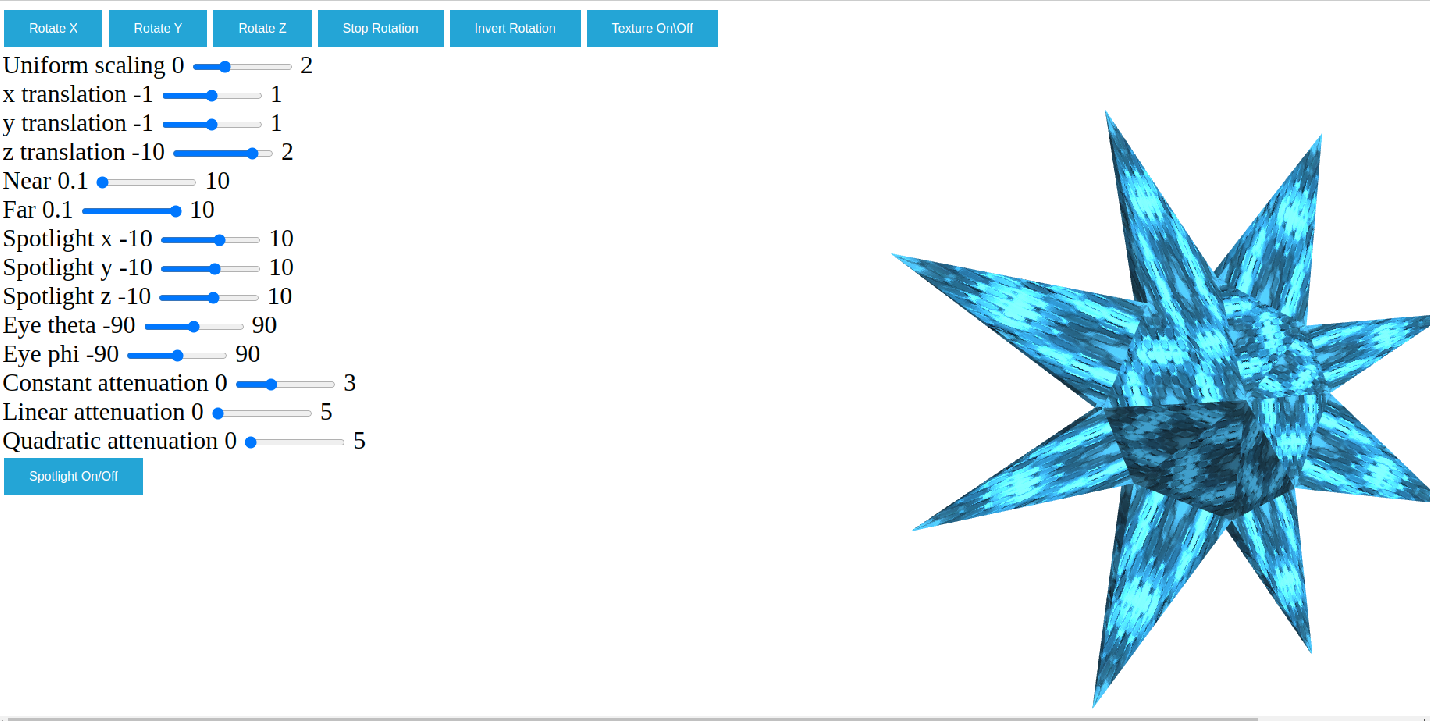 Rotate X Rotate Y Rotate Z Stop Rotation Invert Rotation Texture On\Off
Uniform scaling 0 2
x translation -1 1
y translation -1 1
z translation -10 2
Near 0.1 10
Far 0.1 10
Spotlight x -10 10
Spotlight y -10 10
Spotlight z -10 10
Eye theta -90 90
Eye phi -90 90
Constant attenuation 0 3
Linear attenuation 0 5
Quadratic attenuation 0 5
Spotlight On/Off